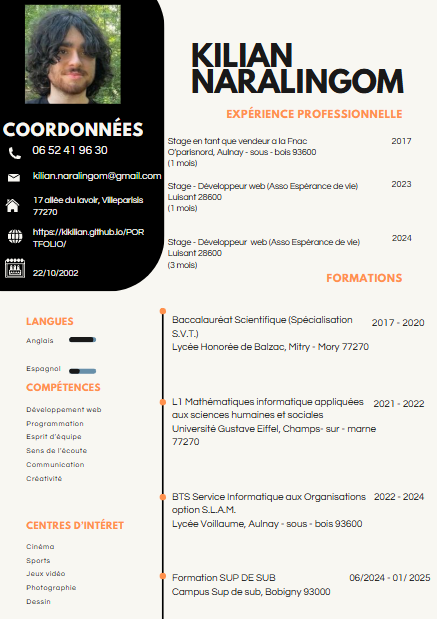 KILIAN
NARALINGOM
COORDONNÉES
06 52 41 96 30
kilian.naralingom@gmail.com
17 allée du lavoir, Villeparisis
77270
https://kikilian.github.io/POR
TFOLIO/
22/10/2002
EXPÉRIENCE PROFESSIONNELLE
Stage en tant que vendeur a la Fnac 2017
O'parisnord, Aulnay - sous - bois 93600
(1 mois)
Stage - Développeur web (Asso Espérance de vie) 2023
Luisant 28600
(1 mois)
Stage - Développeur web (Asso Espérance de vie) 2024
Luisant 28600
(3 mois)
FORMATIONS
Baccalauréat Scientifique (Spécialisation 2017 - 2020
S.V.T.)
Lycée Honorée de Balzac, Mitry - Mory 77270
L1 Mathématiques informatique appliquées 2021 - 2022
aux sciences humaines et sociales
Université Gustave Eiffel, Champs- sur - marne
77270
BTS Service Informatique aux Organisations 2022 - 2024
option S.L.A.M.
Lycée Voillaume, Aulnay - sous - bois 93600
Formation SUP DE SUB 06/2024 - 01/ 2025
Campus Sup de sub, Bobigny 93000
LANGUES
Anglais
Espagnol
COMPÉTENCES
Développement web
Programmation
Esprit d'équipe
Sens de l'écoute
Communication
Créativité
CENTRES D'INTÉRET
Cinéma
Sports
Jeux vidéo
Photographie
Dessin